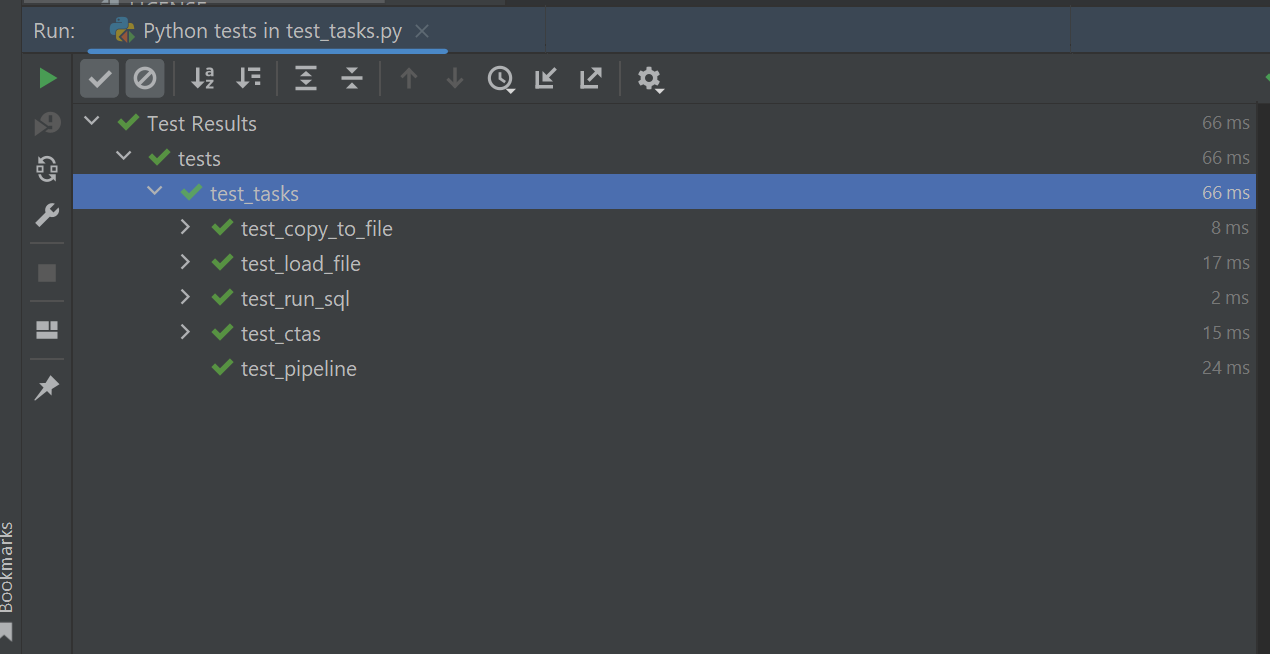 LICENSE
Run: Python tests in test_tasks.py
Test Results 66 ms
tests 66 ms
test_tasks 66 ms
test_copy_to_file 8 ms
test_load_file 17 ms
test_run_sql 2 ms
test_ctas 15 ms
test_pipeline 24 ms
Bookmarks